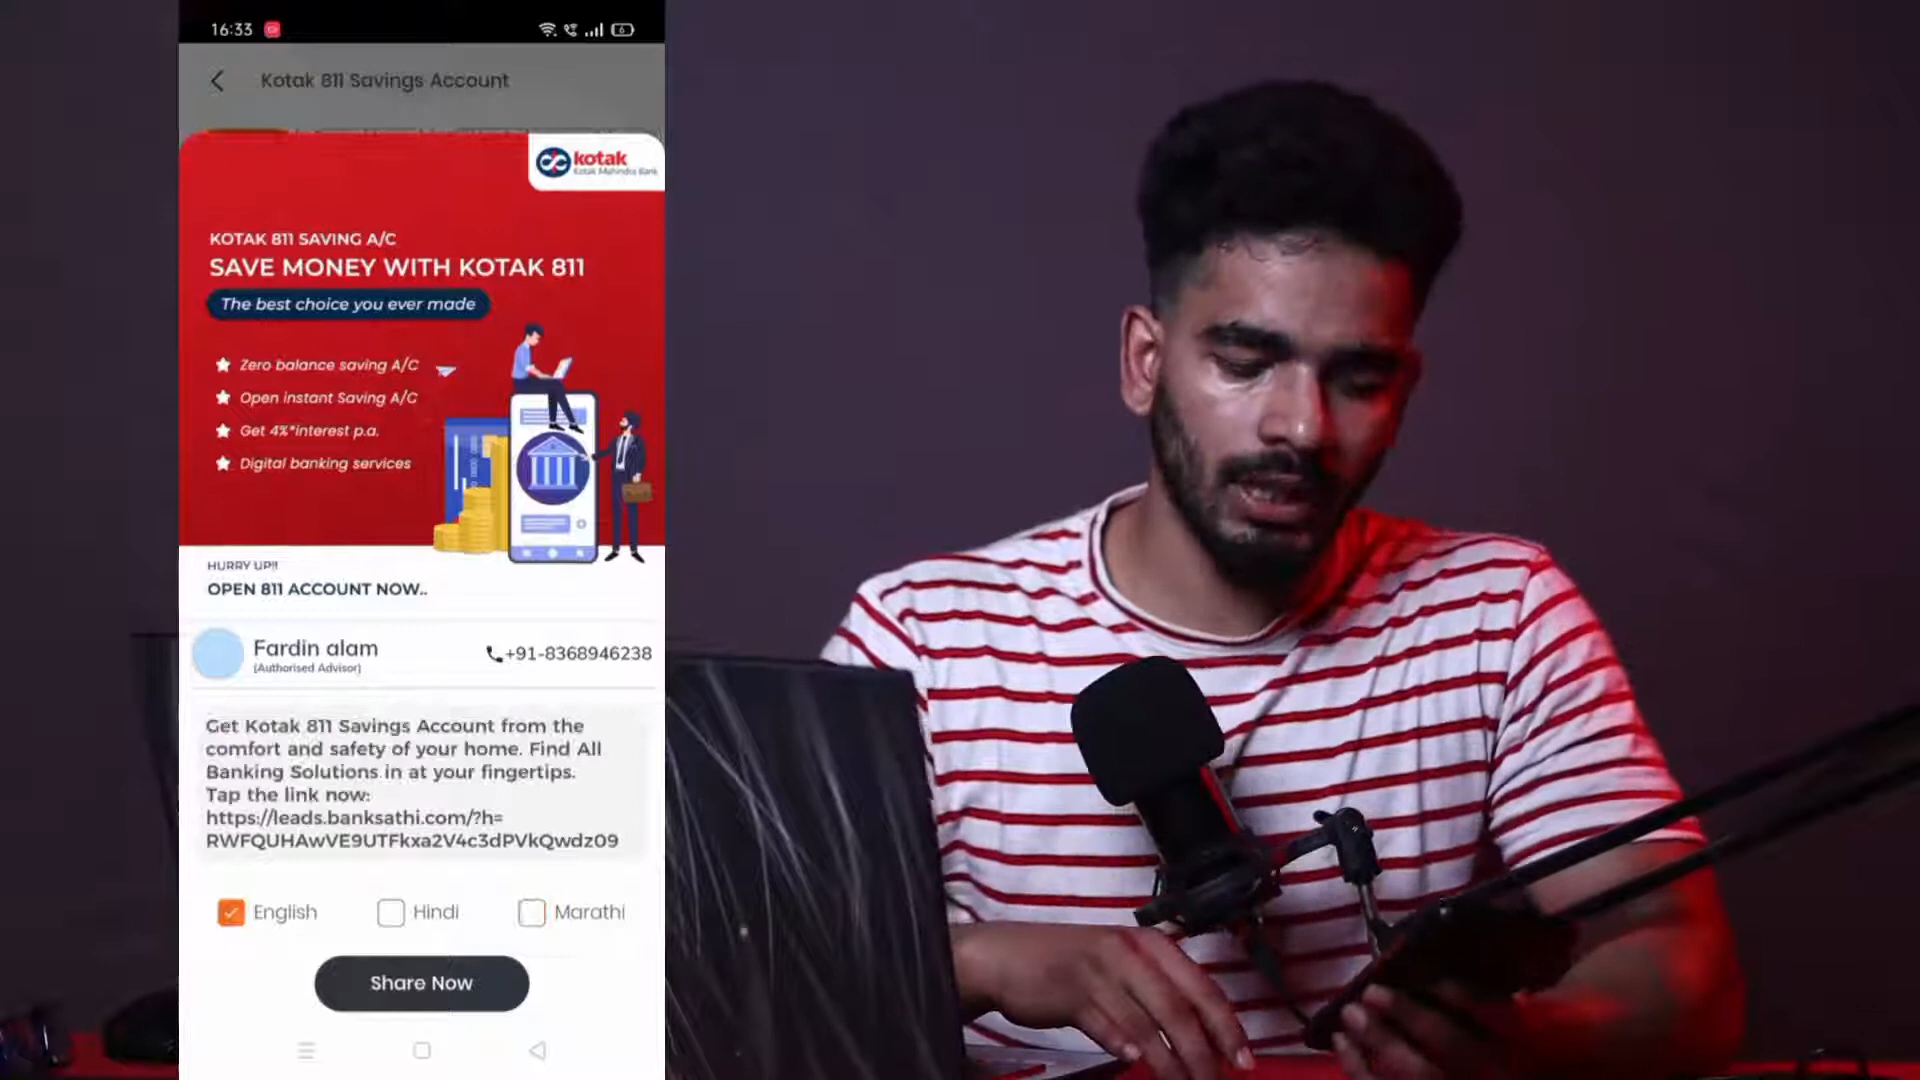 16:33
Kotak 811 Savings Account
kotak
Kotak Mahindra Bank
KOTAK 811 SAVING A/C
SAVE MONEY WITH KOTAK 811
The best choice you ever made
Zero balance saving A/C
Open instant Saving A/C
Get 4%*interest p.a.
Digital banking services
HURRY UP!!
OPEN 811 ACCOUNT NOW..
Fardin alam
(Authorised Advisor)
+91-8368946238
Get Kotak 811 Savings Account from the
comfort and safety of your home. Find All
Banking Solutions in at your fingertips.
Tap the link now:
https://leads.banksathi.com/?h=
RWFQUHAwVE9UTFkxa2V4c3dPVkQwdz09
English
Hindi
Marathi
Share Now